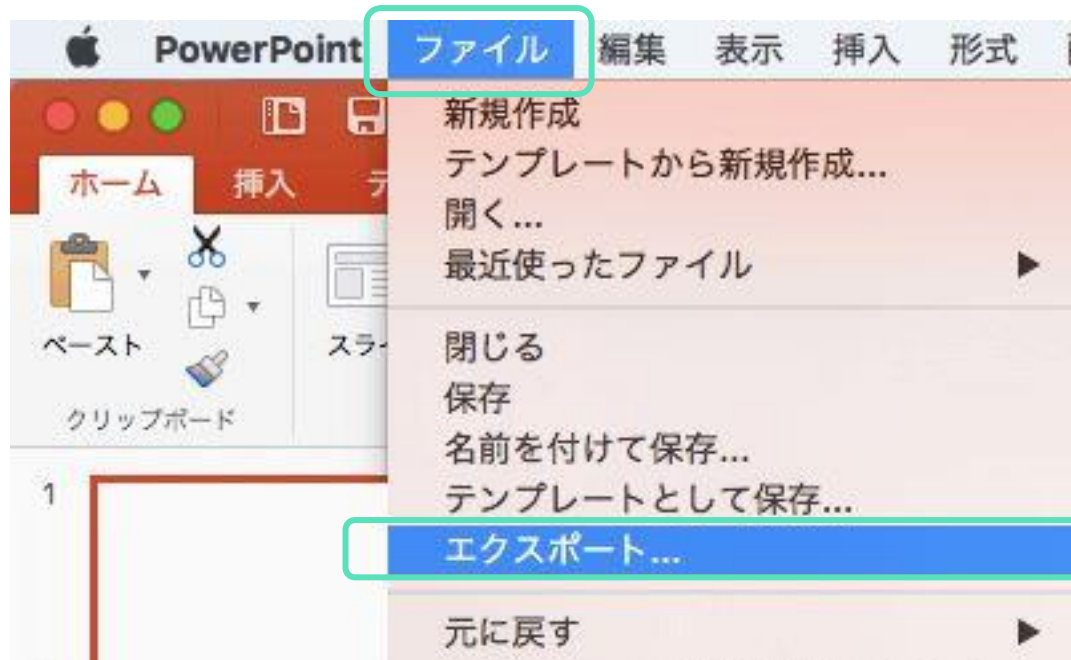 PowerPoint ファイル 編集 表示 挿入 形式
ホーム 挿入
新規作成
テンプレートから新規作成...
開く...
最近使ったファイル
ペースト
クリップボード
閉じる
保存
名前を付けて保存...
テンプレートとして保存...
エクスポート...
元に戻す
1